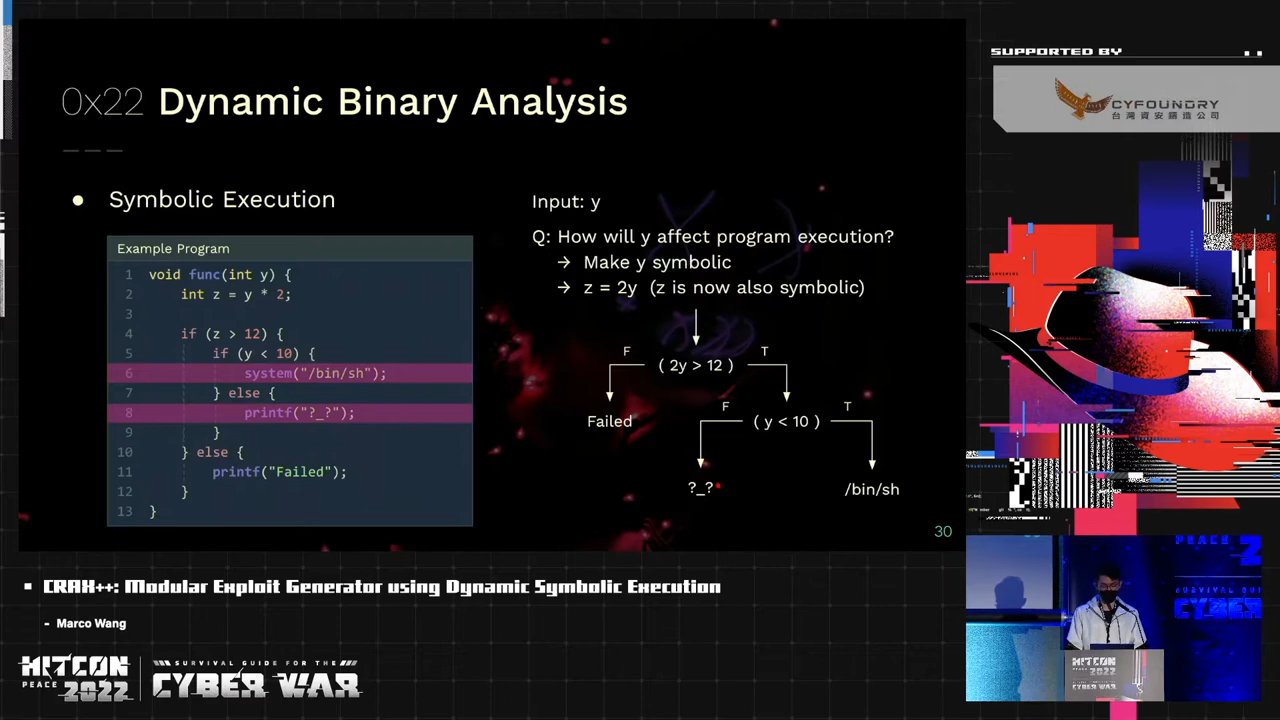 0x22 Dynamic Binary Analysis
Symbolic Execution
Example Program
1 void func(int y) {
2 int z = y * 2;
3
4 if (z > 12) {
5 if (y < 10) {
6 system("/bin/sh");
7 } else {
8 printf("?_?");
9 }
10 } else {
11 printf("Failed");
12 }
13 }
Input: y
Q: How will y affect program execution?
→ Make y symbolic
→ z = 2y (z is now also symbolic)
F ( 2y > 12 ) T
Failed
F ( y < 10 ) T
?_?
/bin/sh
30
SUPPORTED BY
CYFOUNDRY
台灣資安鑄造公司
CRAX++: Modular Exploit Generator using Dynamic Symbolic Execution
- Marco Wang
HITCON
PEACE 2022
SURVIVAL GUIDE FOR THE
CYBER WAR
HITCON
PEACE 2022